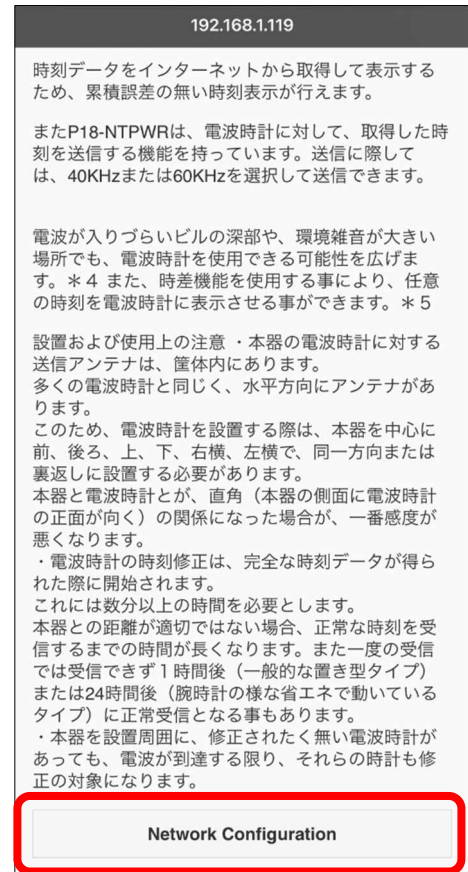 192.168.1.119
時刻データをインターネットから取得して表示する
ため、累積誤差の無い時刻表示が行えます。
またP18-NTPWRは、電波時計に対して、取得した時
刻を送信する機能を持っています。送信に際して
は、40KHzまたは60KHzを選択して送信できます。
電波が入りづらいビルの深部や、環境雑音が大きい
場所でも、電波時計を使用できる可能性を広げま
す。＊４ また、時差機能を使用する事により、任意
の時刻を電波時計に表示させる事ができます。＊５
設置および使用上の注意 ・本器の電波時計に対する
送信アンテナは、筐体内にあります。
多くの電波時計と同じく、水平方向にアンテナがあ
ります。
このため、電波時計を設置する際は、本器を中心に
前、後ろ、上、下、右横、左横で、同一方向または
裏返しに設置する必要があります。
本器と電波時計とが、直角（本器の側面に電波時計
の正面が向く）の関係になった場合が、一番感度が
悪くなります。
・電波時計の時刻修正は、完全な時刻データが得ら
れた際に開始されます。
これには数分以上の時間を必要とします。
本器との距離が適切ではない場合、正常な時刻を受
信するまでの時間が長くなります。また一度の受信
では受信できず１時間後（一般的な置き型タイプ）
または24時間後（腕時計の様な省エネで動いている
タイプ）に正常受信となる事もあります。
・本器を設置周囲に、修正されたく無い電波時計が
あっても、電波が到達する限り、それらの時計も修
正の対象になります。
Network Configuration